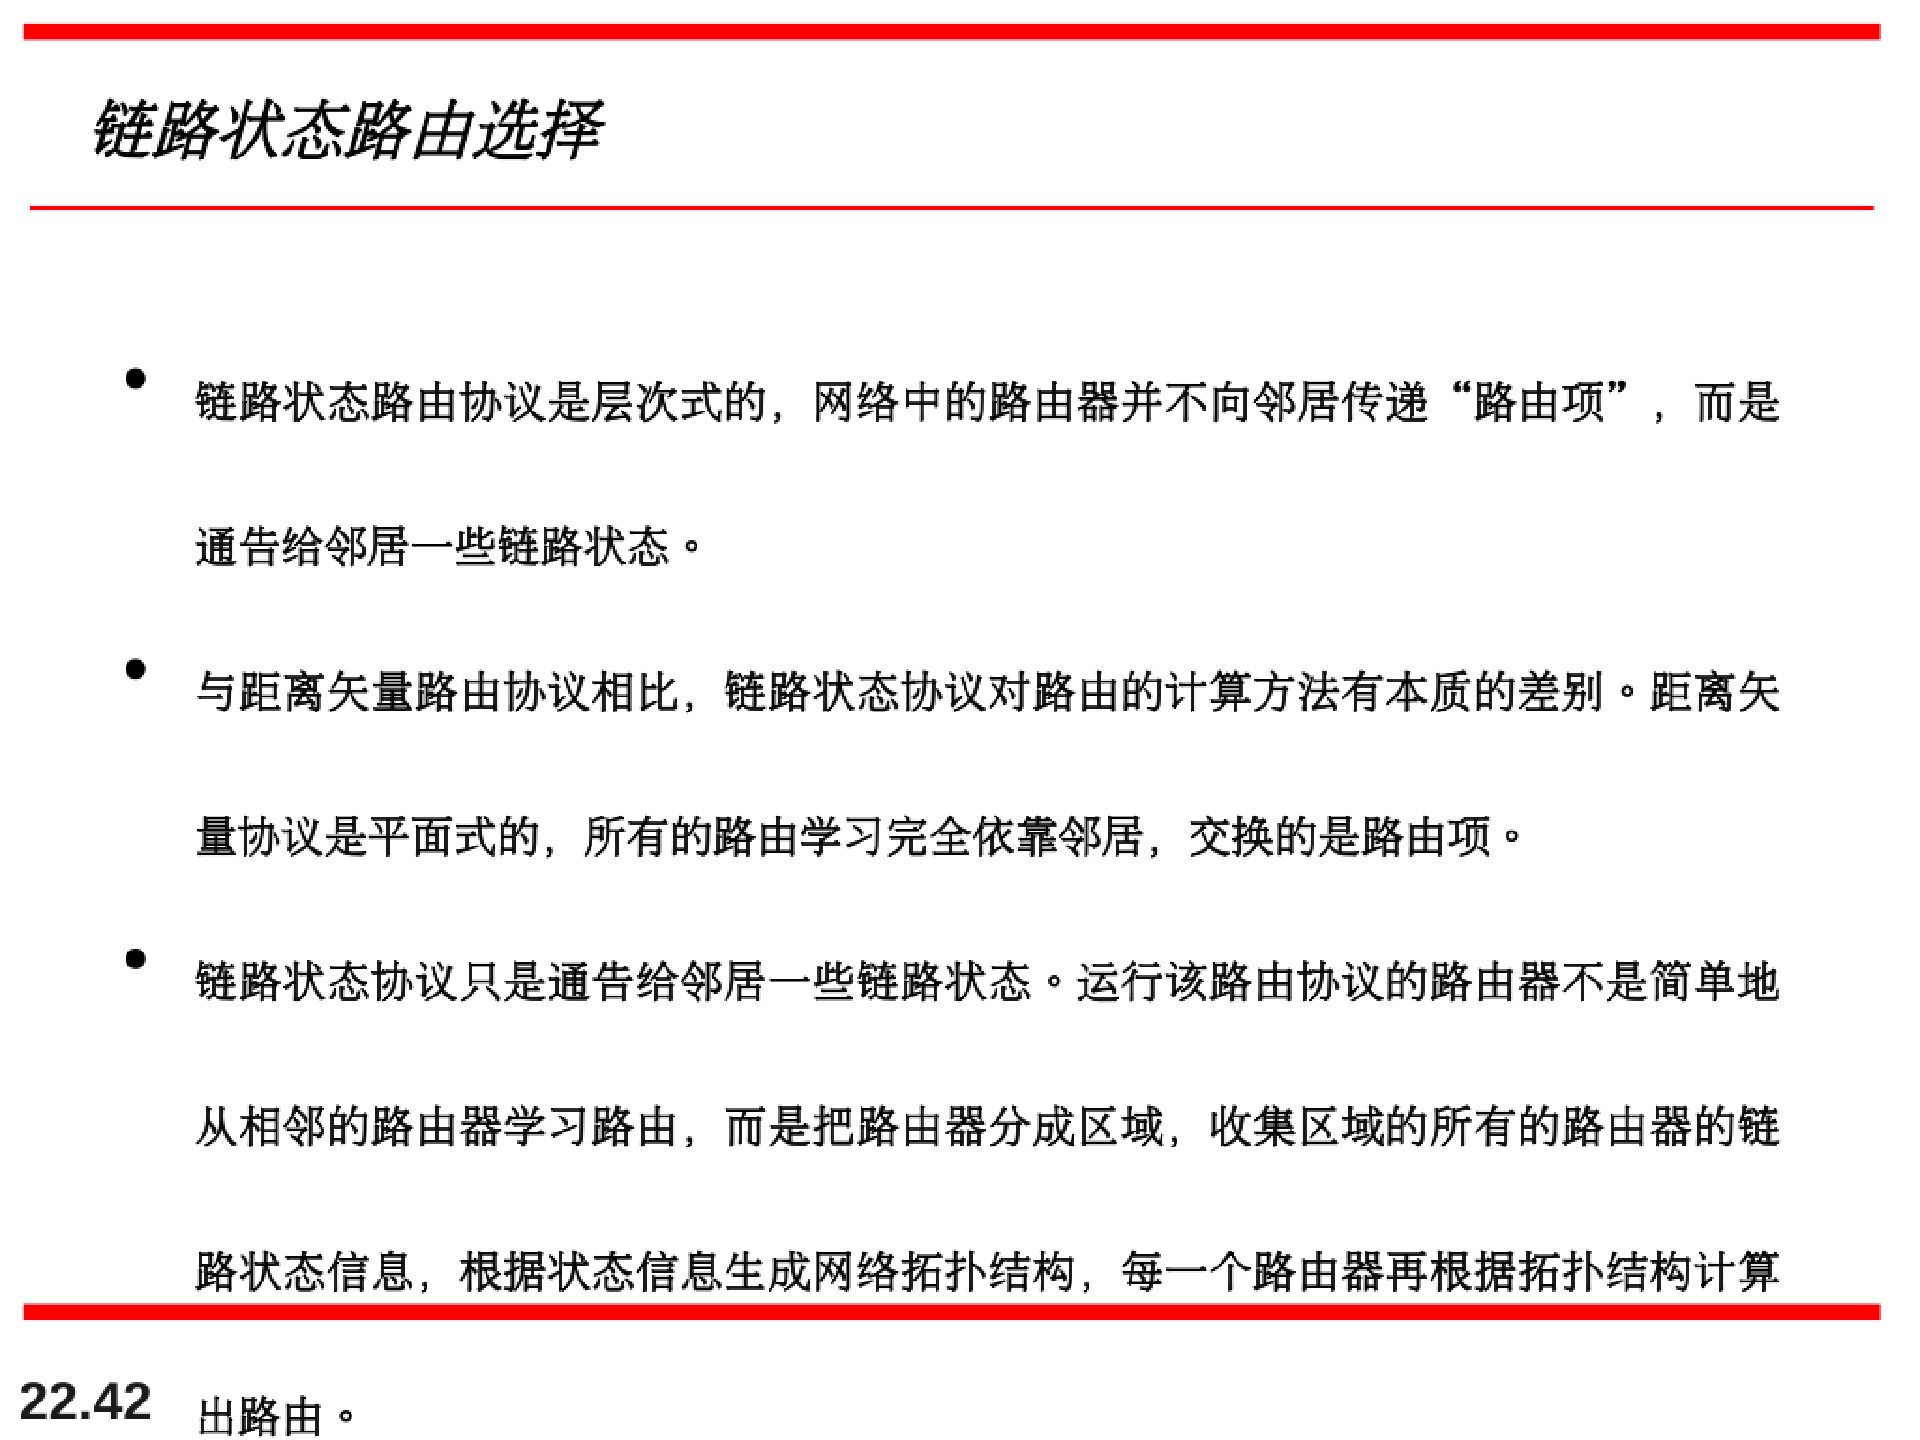 链路状态路由选择
链路状态路由协议是层次式的，网络中的路由器并不向邻居传递“路由项”，而是
通告给邻居一些链路状态。
与距离矢量路由协议相比，链路状态协议对路由的计算方法有本质的差别。距离矢
量协议是平面式的，所有的路由学习完全依靠邻居，交换的是路由项。
链路状态协议只是通告给邻居一些链路状态。运行该路由协议的路由器不是简单地
从相邻的路由器学习路由，而是把路由器分成区域，收集区域的所有的路由器的链
路状态信息，根据状态信息生成网络拓扑结构，每一个路由器再根据拓扑结构计算
出路由。
22.42